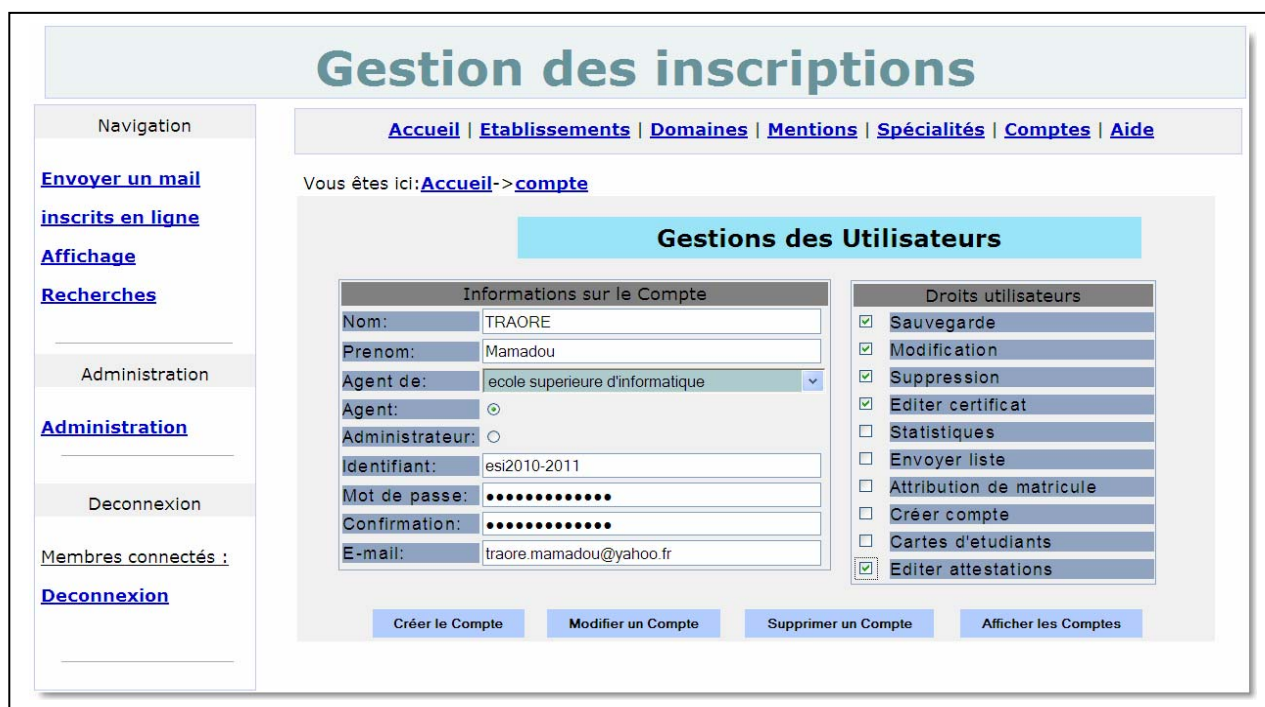 Gestion des inscriptions
Navigation
Envoyer un mail
inscrits en ligne
Affichage
Recherches
Administration
Administration
Deconnexion
Membres connectés :
Deconnexion
Accueil | Etablissements | Domaines | Mentions | Spécialités | Comptes | Aide
Vous êtes ici:Accueil->compte
Gestions des Utilisateurs
Informations sur le Compte
Nom: TRAORE
Prenom: Mamadou
Agent de: ecole superieure d'informatique
Agent:
Administrateur:
Identifiant: esi2010-2011
Mot de passe: •••••••••••••
Confirmation: •••••••••••••
E-mail: traore.mamadou@yahoo.fr
Droits utilisateurs
Sauvegarde
Modification
Suppression
Editer certificat
Statistiques
Envoyer liste
Attribution de matricule
Créer compte
Cartes d'etudiants
Editer attestations
Créer le Compte Modifier un Compte Supprimer un Compte Afficher les Comptes